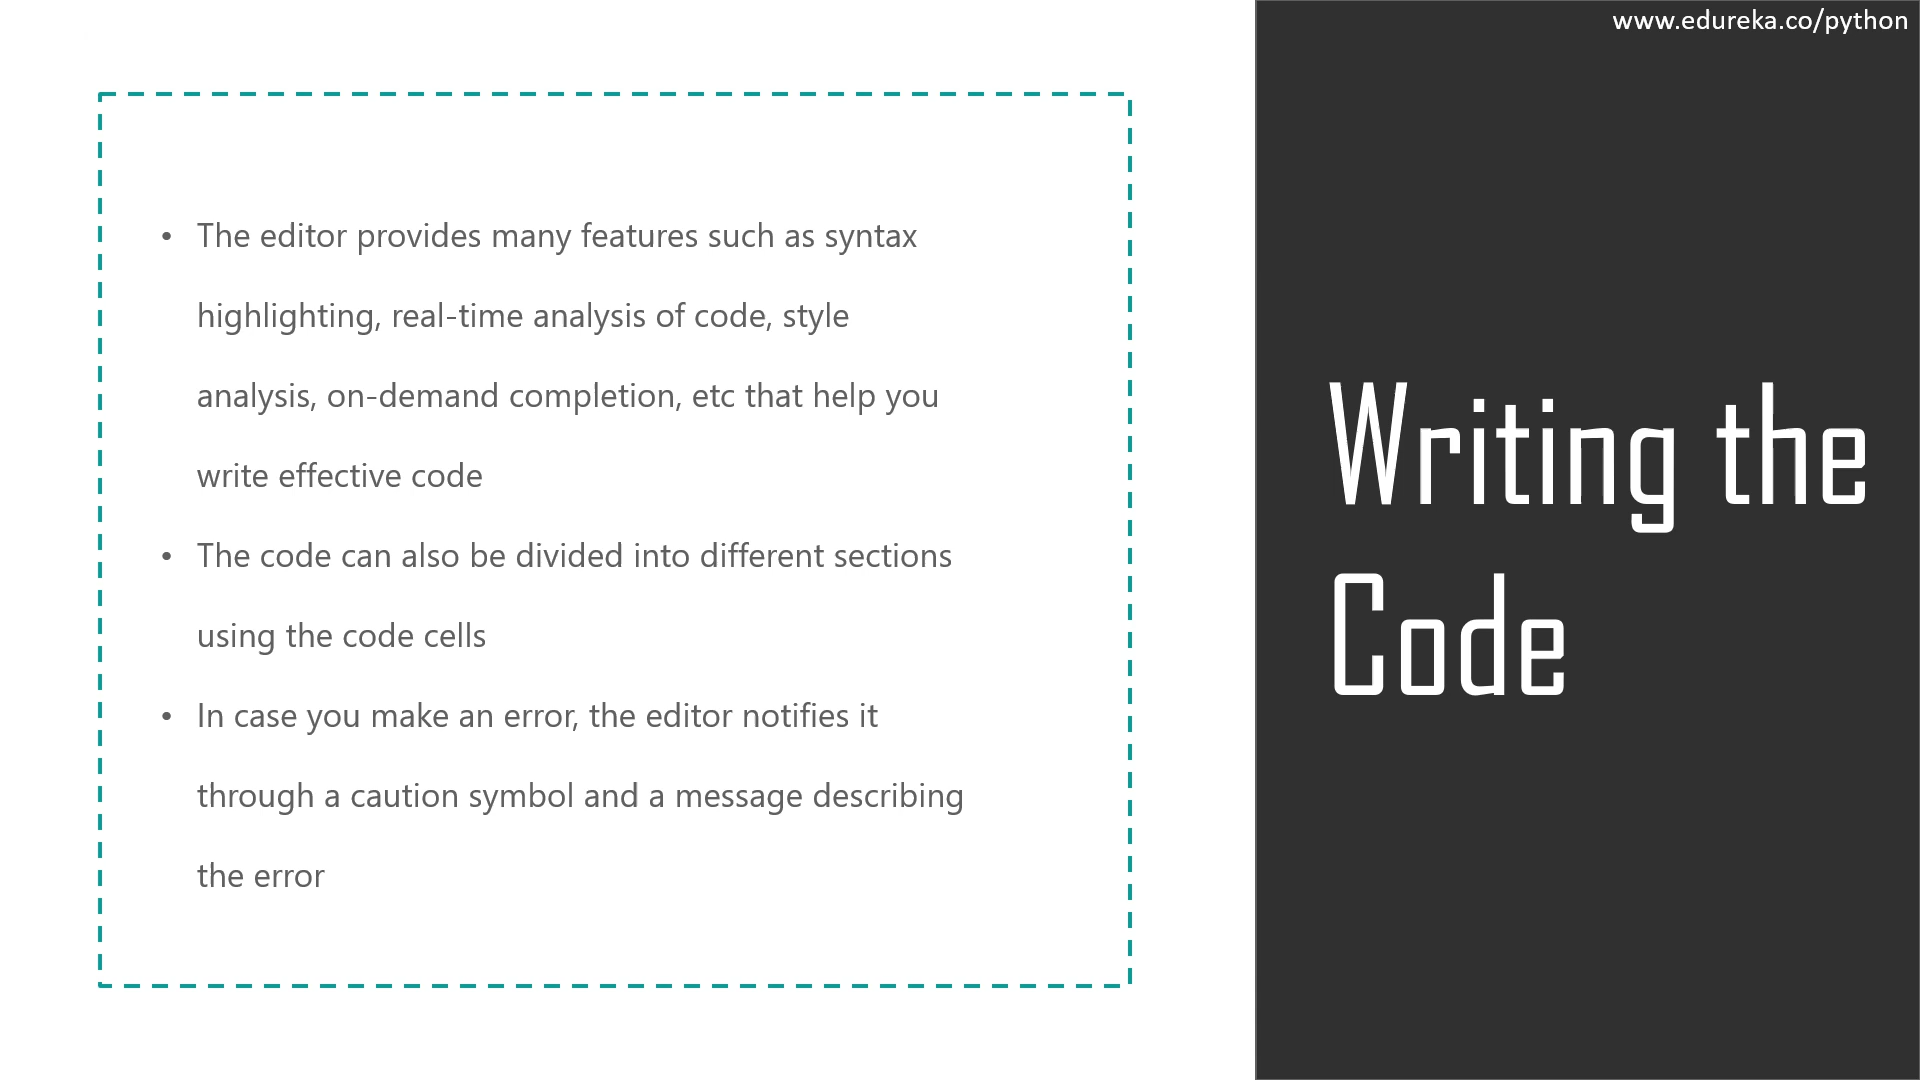 www.edureka.co/python
• The editor provides many features such as syntax
highlighting, real-time analysis of code, style
analysis, on-demand completion, etc that help you
write effective code
• The code can also be divided into different sections
using the code cells
• In case you make an error, the editor notifies it
through a caution symbol and a message describing
the error
Writing the
Code